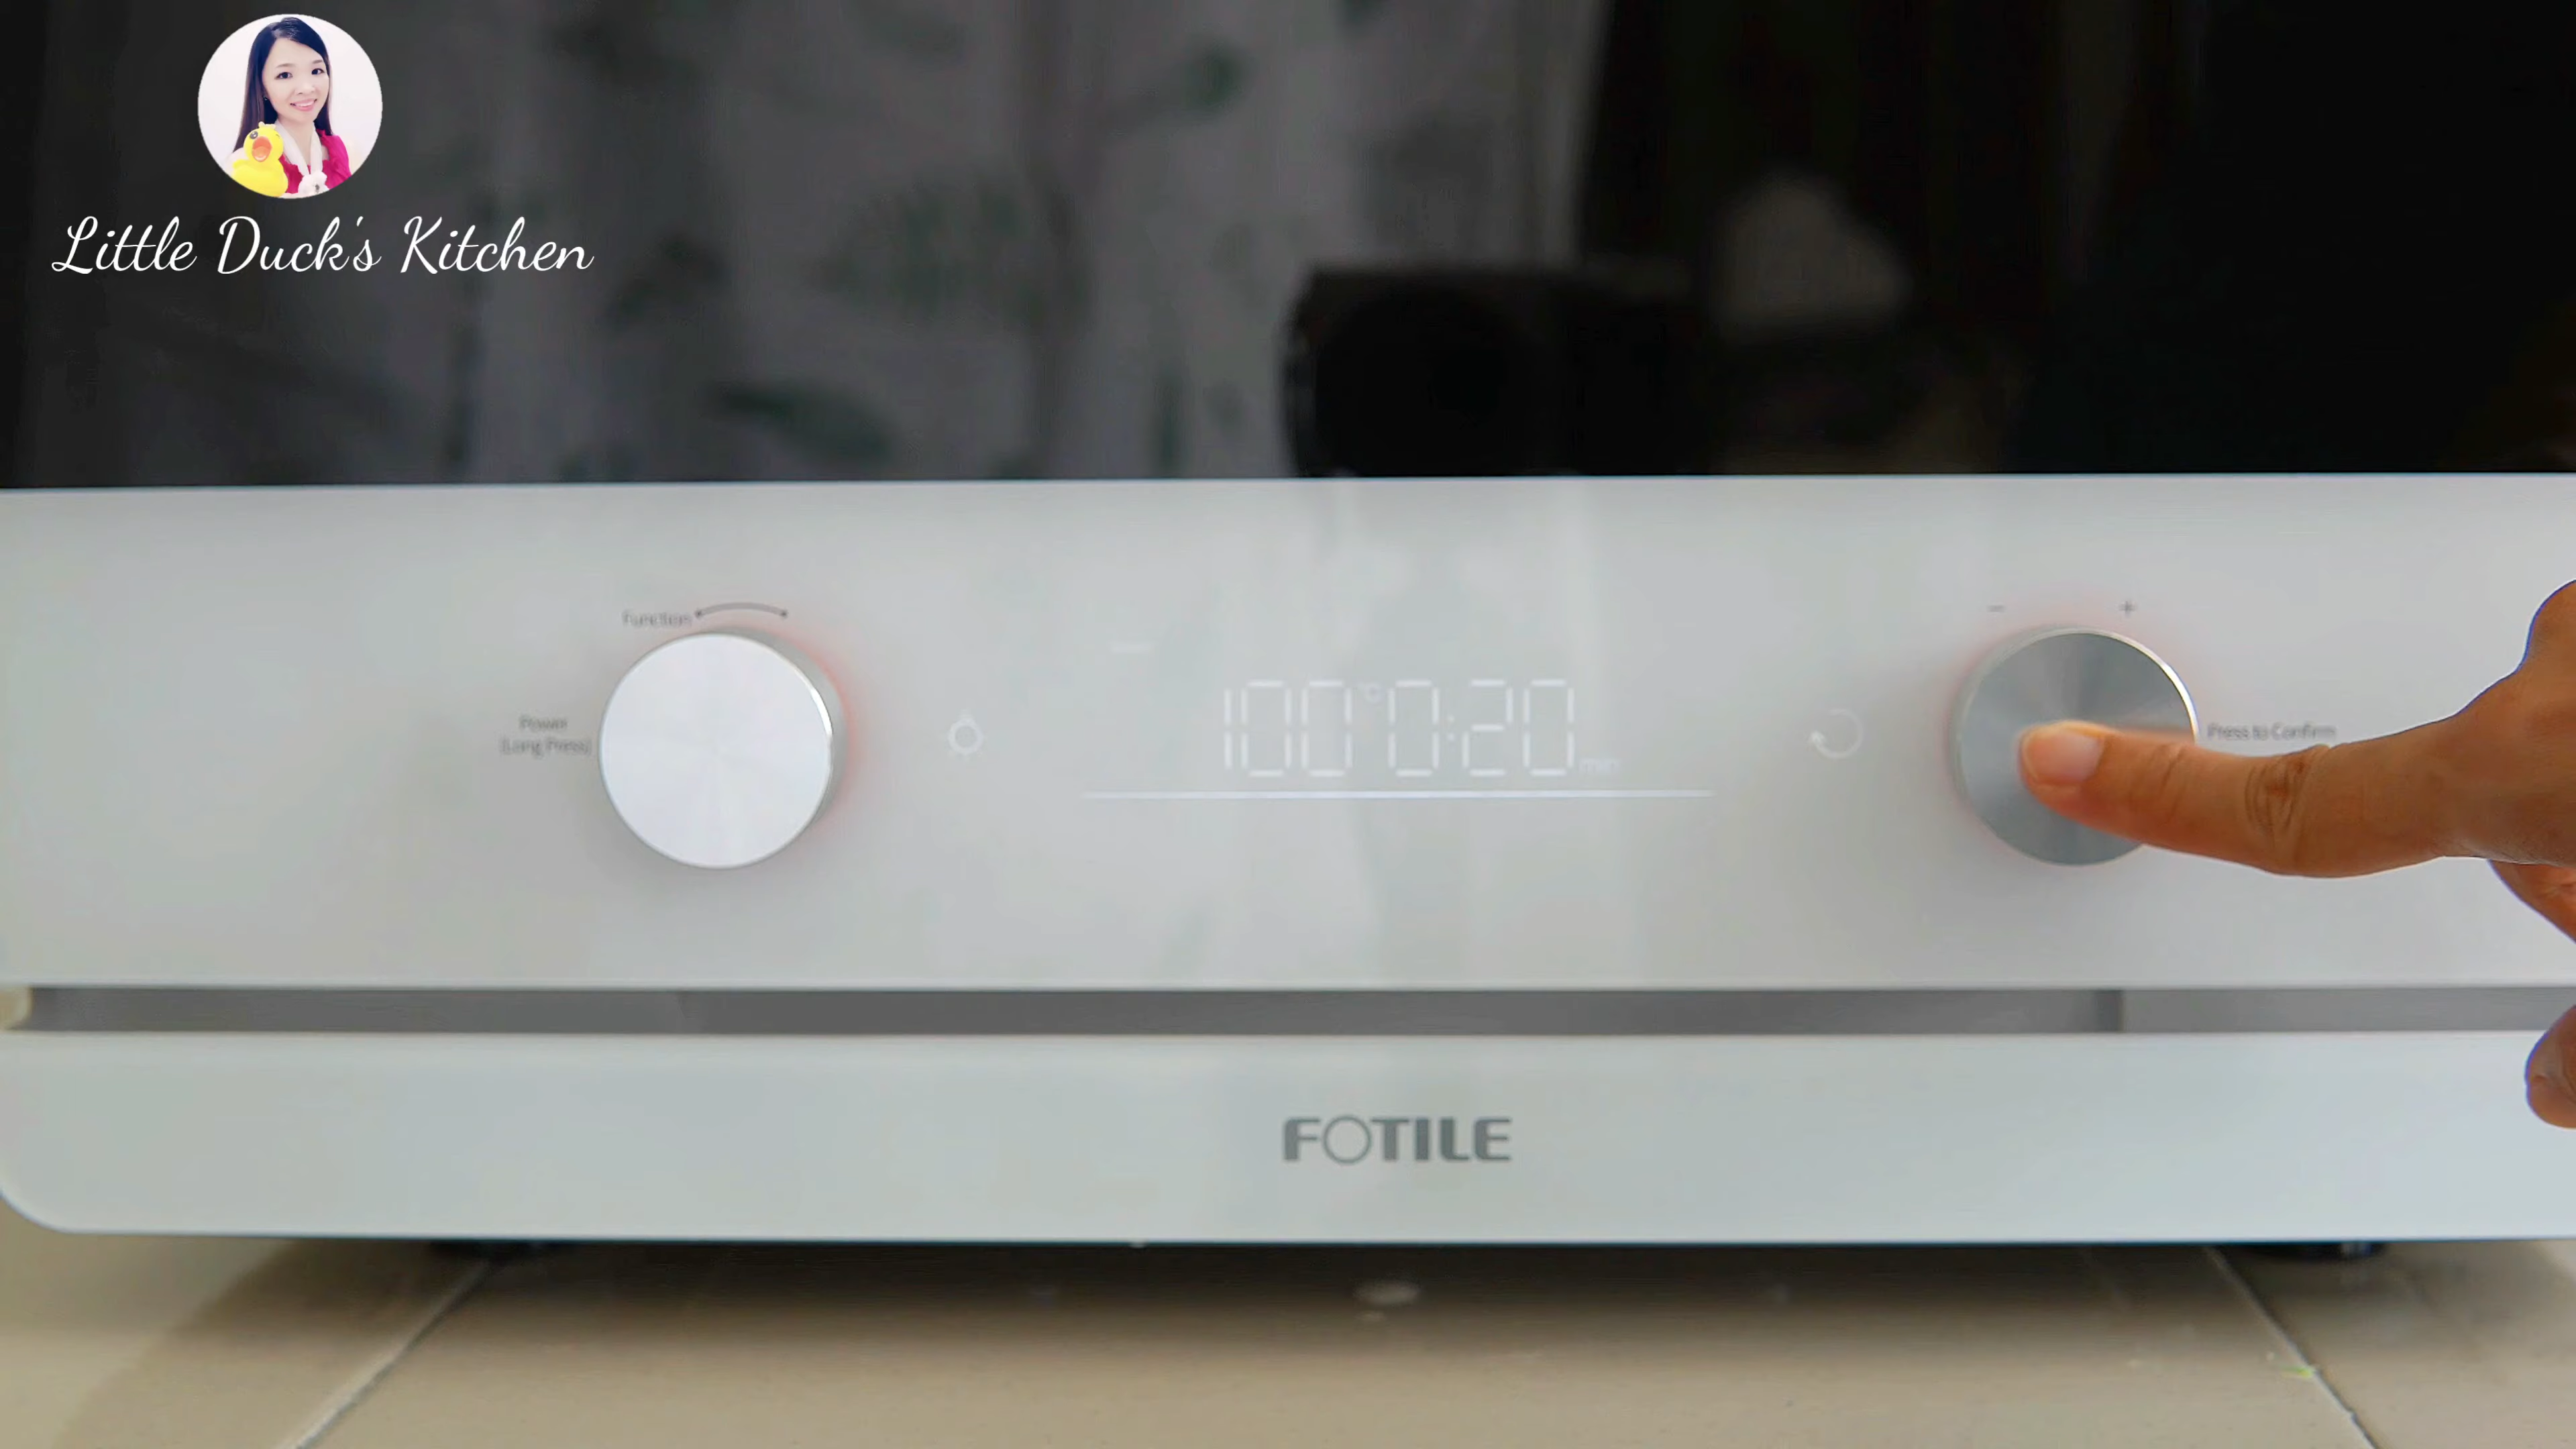 Little Duck's Kitchen
Function
- +
Power
(Long Press)
100°C 0:20 min
Press to Confirm
FOTILE